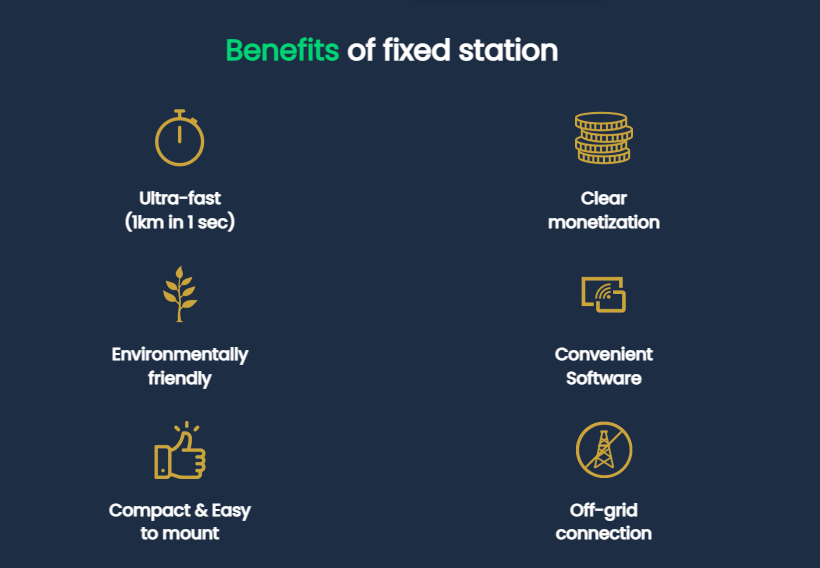 Benefits of fixed station
Ultra-fast
(1km in 1 sec)
Clear
monetization
Environmentally
friendly
Convenient
Software
Compact & Easy
to mount
Off-grid
connection